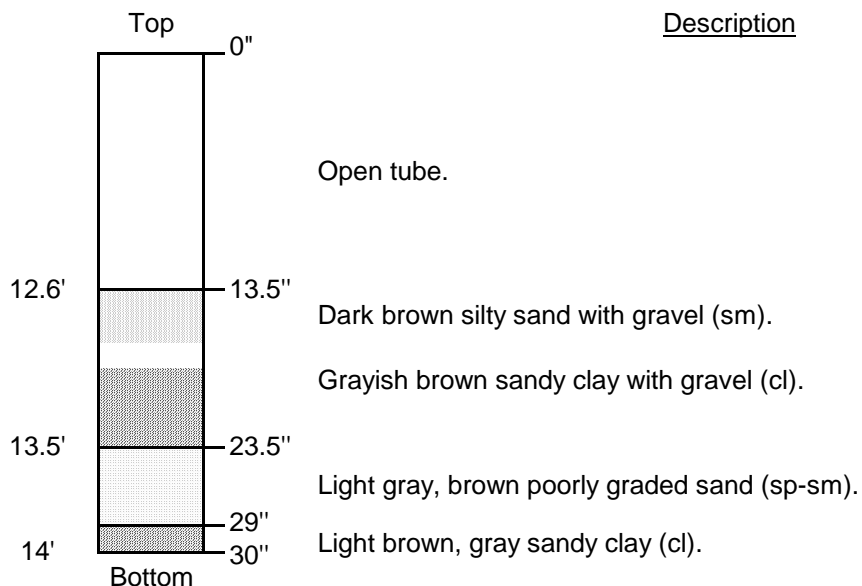 Top
Description
0"
Open tube.
12.6'
13.5"
Dark brown silty sand with gravel (sm).
Grayish brown sandy clay with gravel (cl).
13.5'
23.5"
Light gray, brown poorly graded sand (sp-sm).
29"
14'
30"
Light brown, gray sandy clay (cl).
Bottom